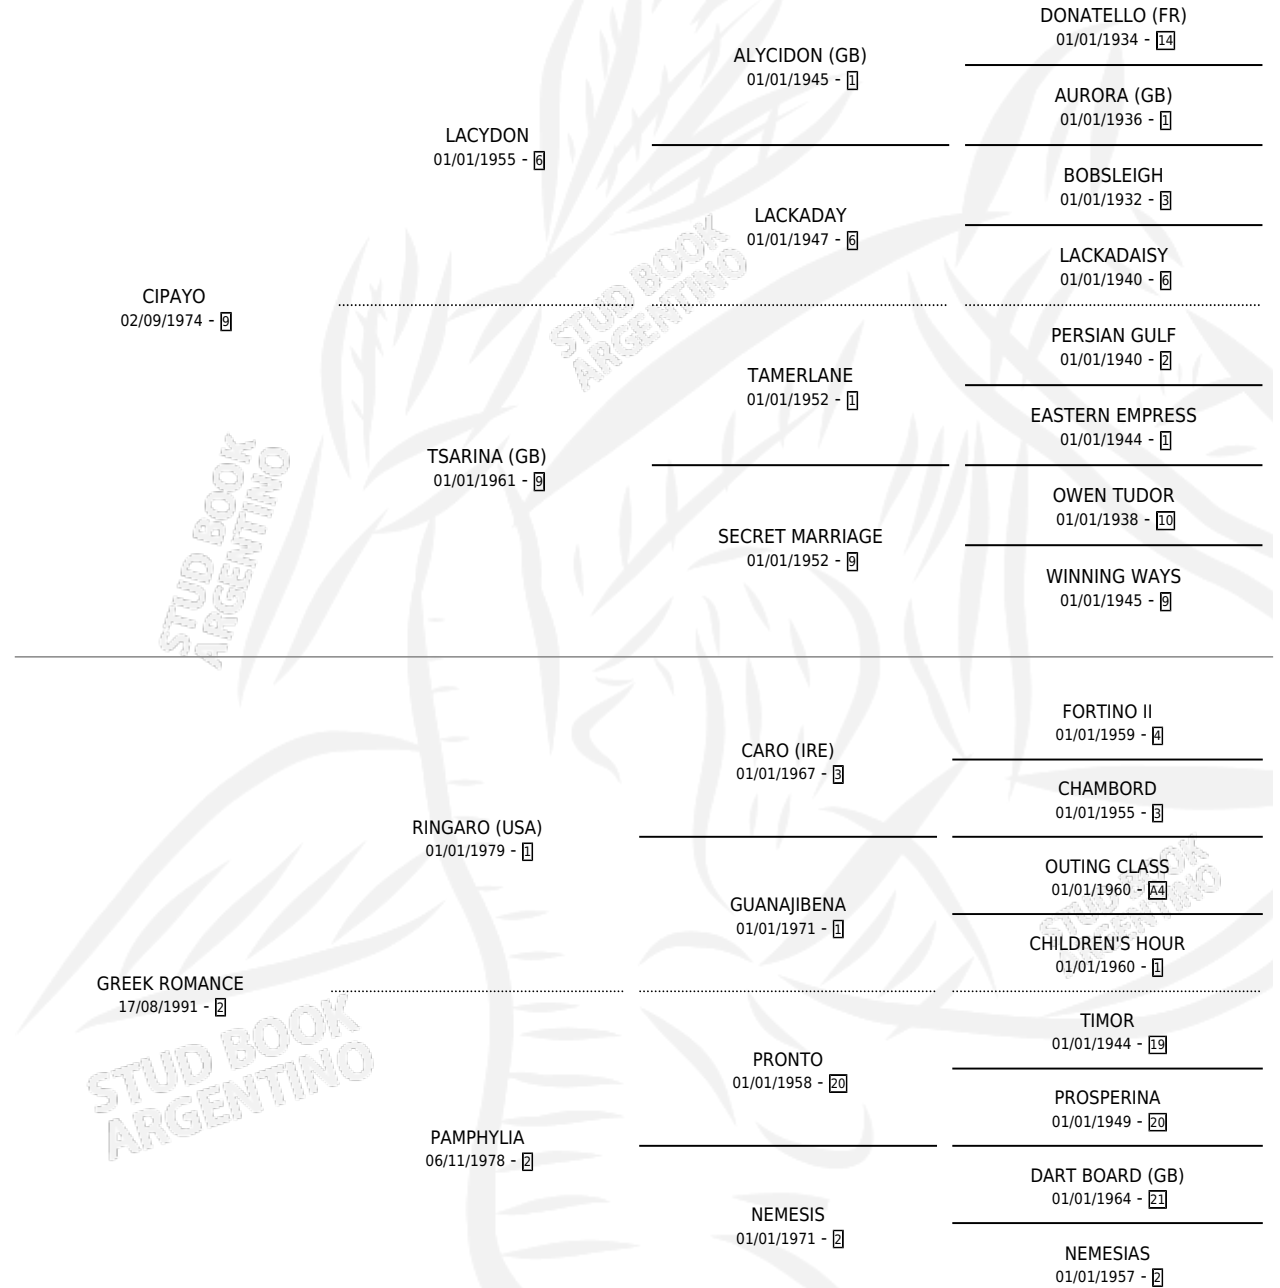 DONATELLO (FR)
01/01/1934 - 14
ALYCIDON (GB)
01/01/1945 - 1
AURORA (GB)
01/01/1936 - 1
LACYDON
01/01/1955 - 6
BOBSLEIGH
01/01/1932 - 3
LACKADAY
01/01/1947 - 6
LACKADAISY
01/01/1940 - 6
CIPAYO
02/09/1974 - 9
PERSIAN GULF
01/01/1940 - 2
TAMERLANE
01/01/1952 - 1
EASTERN EMPRESS
01/01/1944 - 1
TSARINA (GB)
01/01/1961 - 9
OWEN TUDOR
01/01/1938 - 10
SECRET MARRIAGE
01/01/1952 - 9
WINNING WAYS
01/01/1945 - 9
STUD BOOK
ARGENTINO
STUD BOOK
ARGENTINO
FORTINO II
01/01/1959 - 4
CARO (IRE)
01/01/1967 - 3
CHAMBORD
01/01/1955 - 3
RINGARO (USA)
01/01/1979 - 1
OUTING CLASS
01/01/1960 - A4
GUANAJIBENA
01/01/1971 - 1
CHILDREN'S HOUR
01/01/1960 - 1
GREEK ROMANCE
17/08/1991 - 2
TIMOR
01/01/1944 - 19
PRONTO
01/01/1958 - 20
PROSPERINA
01/01/1949 - 20
PAMPHYLIA
06/11/1978 - 2
DART BOARD (GB)
01/01/1964 - 21
NEMESIS
01/01/1971 - 2
NEMESIAS
01/01/1957 - 2
STUD BOOK
ARGENTINO
STUD BOOK
ARGENTINO